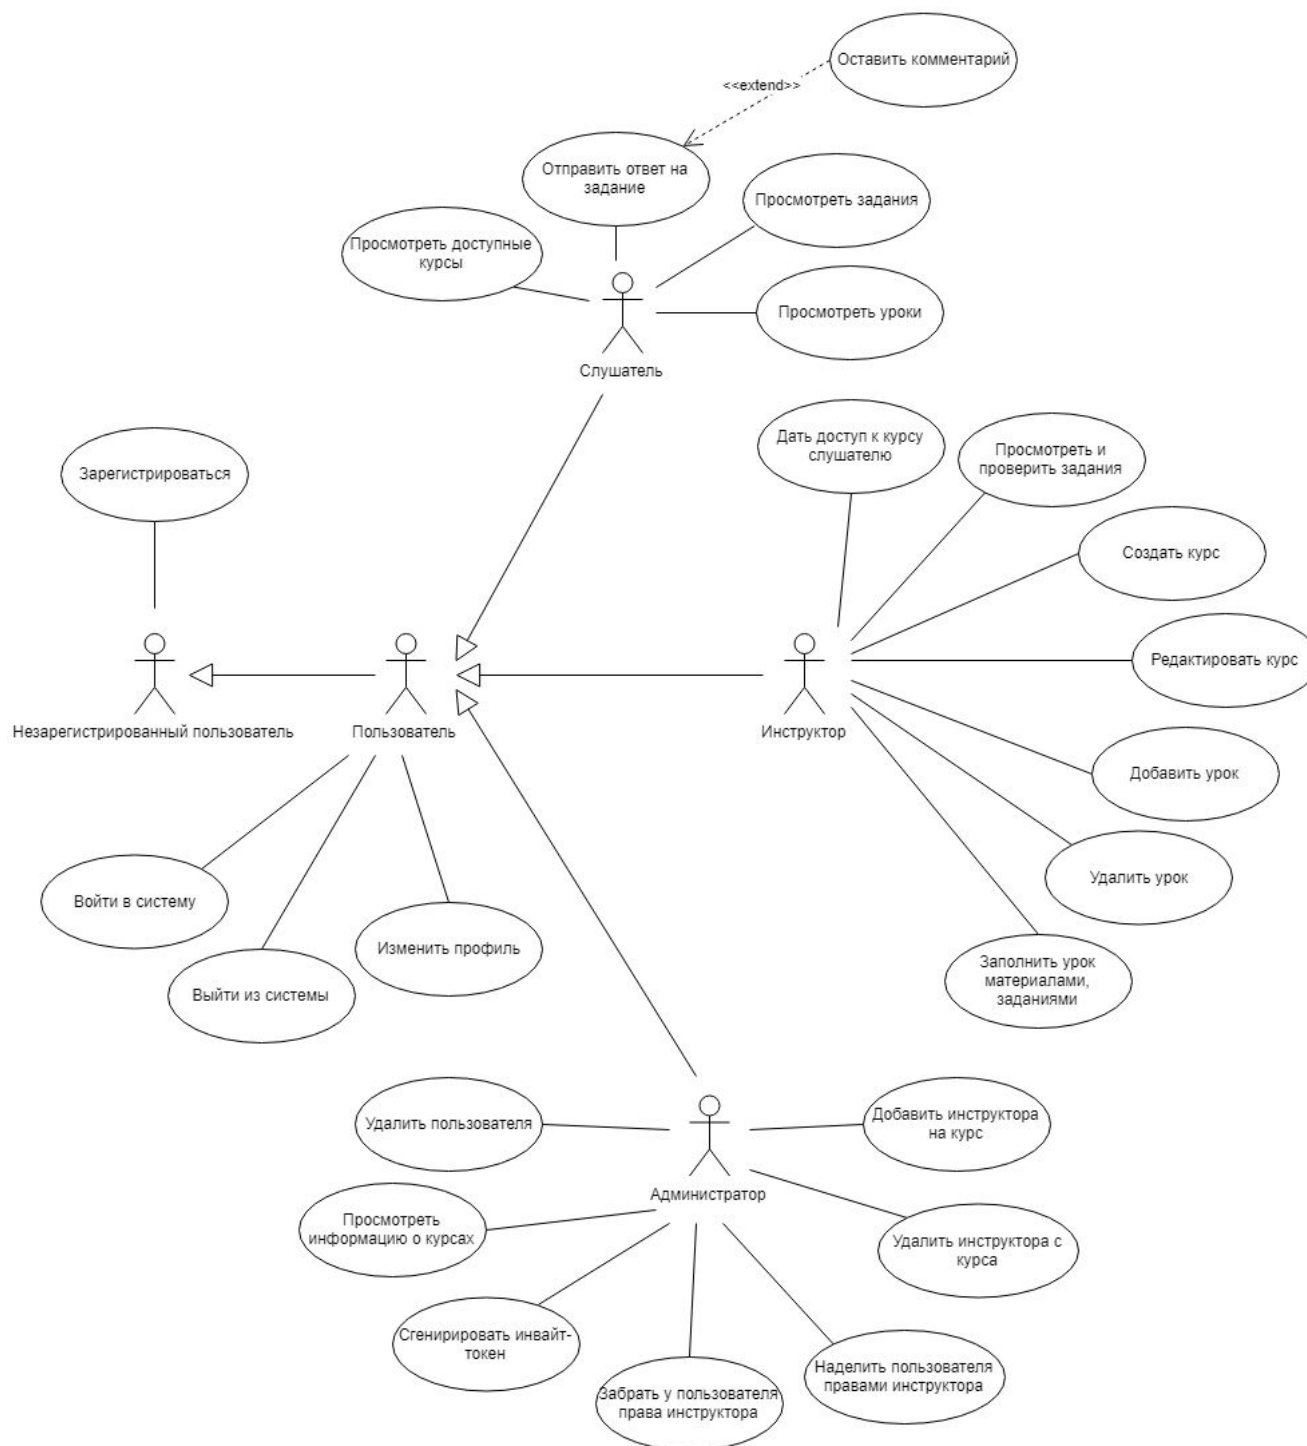 Оставить комментарий
<<extend>>
Отправить ответ на
задание
Просмотреть задания
Просмотреть доступные
курсы
Просмотреть уроки
Слушатель
Дать доступ к курсу
слушателю
Просмотреть и
проверить задания
Зарегистрироваться
Создать курс
Редактировать курс
Незарегистрированный пользователь
Пользователь
Инструктор
Добавить урок
Удалить урок
Войти в систему
Изменить профиль
Выйти из системы
Заполнить урок
материалами,
заданиями
Удалить пользователя
Добавить инструктора
на курс
Администратор
Просмотреть
информацию о курсах
Удалить инструктора с
курса
Сгенирировать инвайт-
токен
Наделить пользователя
правами инструктора
Забрать у пользователя
права инструктора